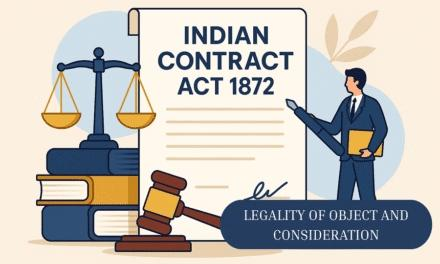 INDIAN
CONTRACT
ACT 1872
LEGALITY OF OBJECT AND
CONSIDERATION